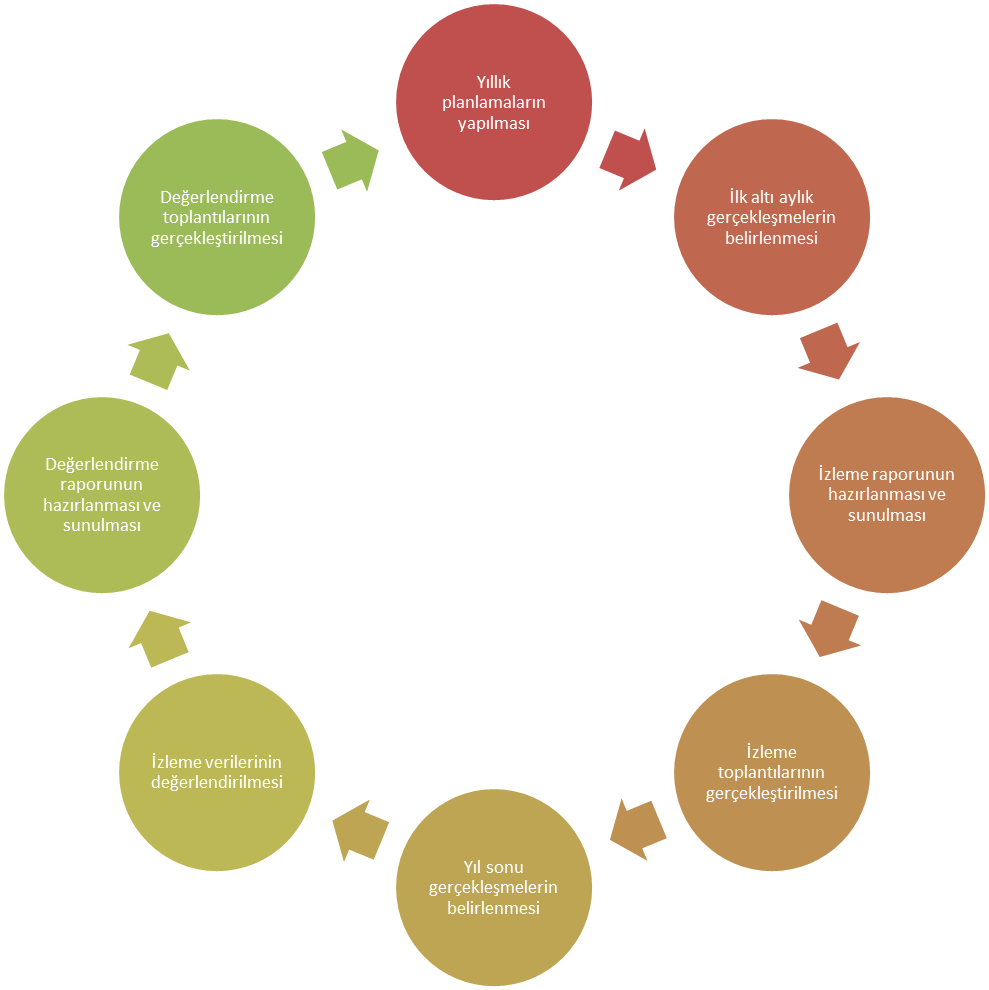 Yıllık
planlamaların
yapılması
İlk altı aylık
gerçekleşmelerin
belirlenmesi
İzleme raporunun
hazırlanması ve
sunulması
İzleme
toplantılarının
gerçekleştirilmesi
Yıl sonu
gerçekleşmelerin
belirlenmesi
İzleme verilerinin
değerlendirilmesi
Değerlendirme
raporunun
hazırlanması ve
sunulması
Değerlendirme
toplantılarının
gerçekleştirilmesi